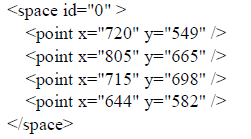 <space id="0" >
<point x="720" y="549" />
<point x="805" y="665" />
<point x="715" y="698" />
<point x="644" y="582" />
</space>